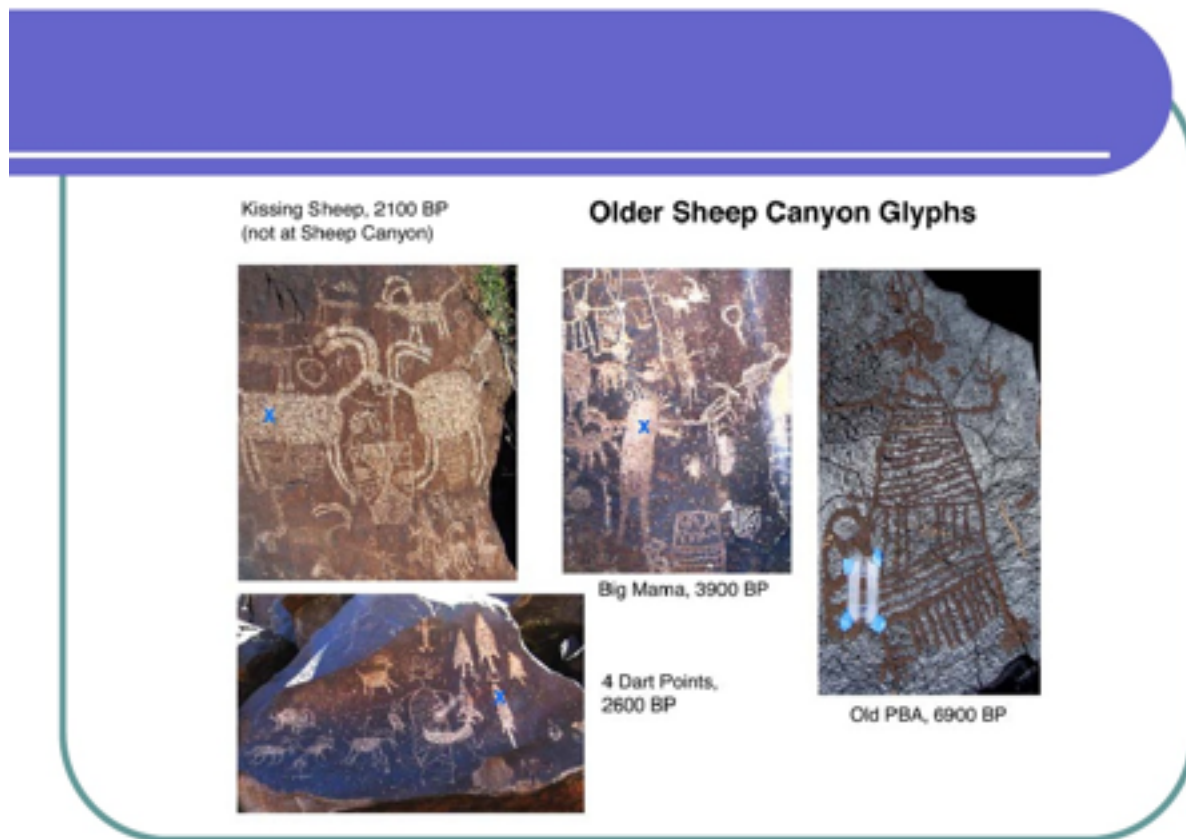 Kissing Sheep, 2100 BP
(not at Sheep Canyon)
Older Sheep Canyon Glyphs
X
X
Big Mama, 3900 BP
X
4 Dart Points,
2600 BP
Old PBA, 6900 BP